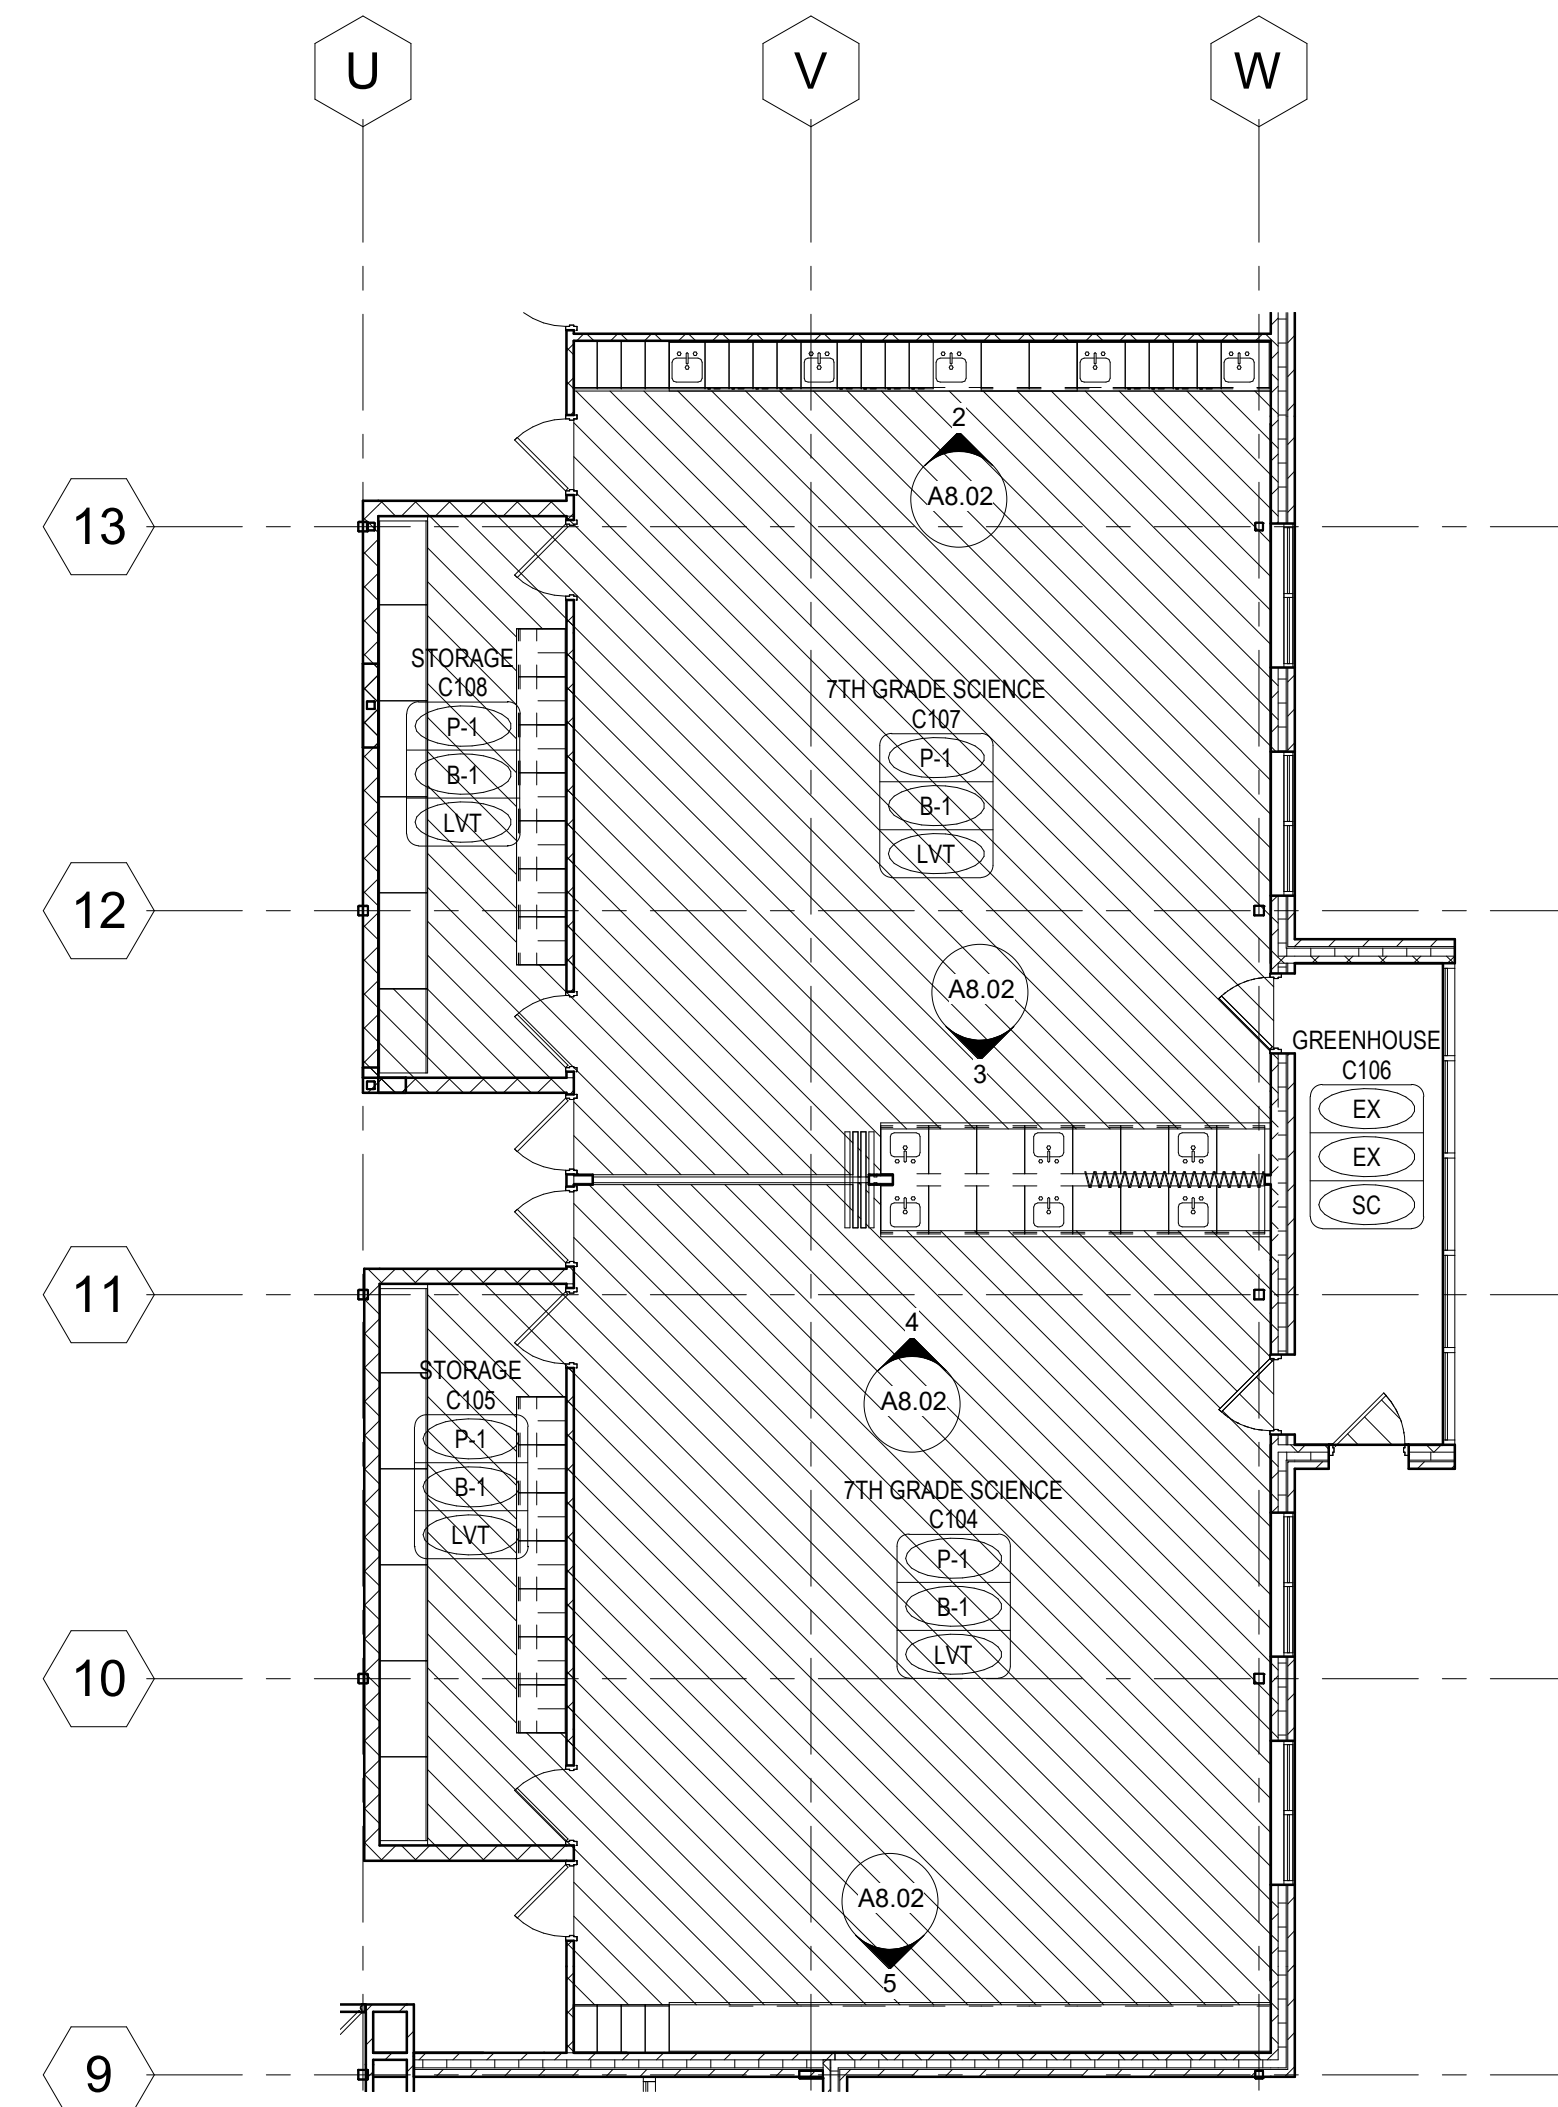 U
V
W
2
A8.02
13
STORAGE
C108
P-1
B-1
LVT
7TH GRADE SCIENCE
C107
P-1
B-1
LVT
12
A8.02
3
GREENHOUSE
C106
EX
EX
SC
11
4
A8.02
STORAGE
C105
P-1
B-1
LVT
7TH GRADE SCIENCE
C104
P-1
B-1
LVT
10
A8.02
5
9